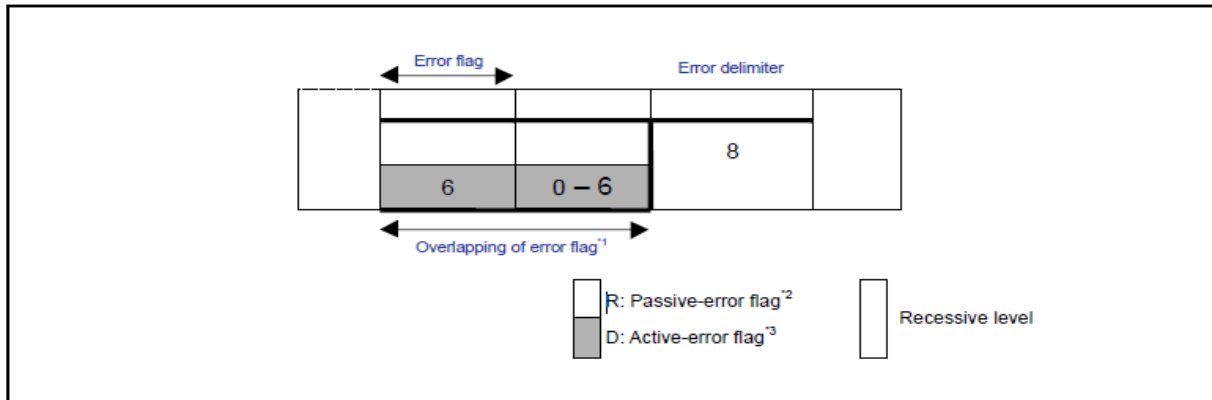 Error flag
Error delimiter
8
6
0 – 6
Overlapping of error flag*1
R: Passive-error flag*2
D: Active-error flag*3
Recessive level